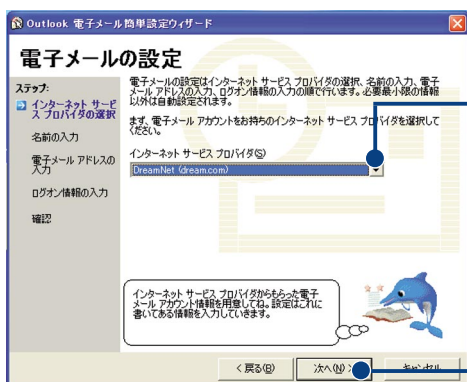 Outlook 電子メール簡単設定ウィザード
電子メールの設定
ステップ:
インターネット サービ
ス プロバイダの選択
名前の入力
電子メール アドレスの
入力
ログオン情報の入力
確認
電子メールの設定はインターネット サービス プロバイダの選択、名前の入力、電子
メール アドレスの入力、ログオン情報の入力の順で行います。必要最小限の情報
以外は自動設定されます。
まず、電子メール アカウントをお持ちのインターネット サービス プロバイダを選択して
ください。
インターネット サービス プロバイダ(S)
DreamNet (dream.com)
インターネット サービス プロバイダからもらった電子
メール アカウント情報を用意してね。設定はこれに
書いてある情報を入力していきます。
< 戻る(B)
次へ(N) >
キャンセル